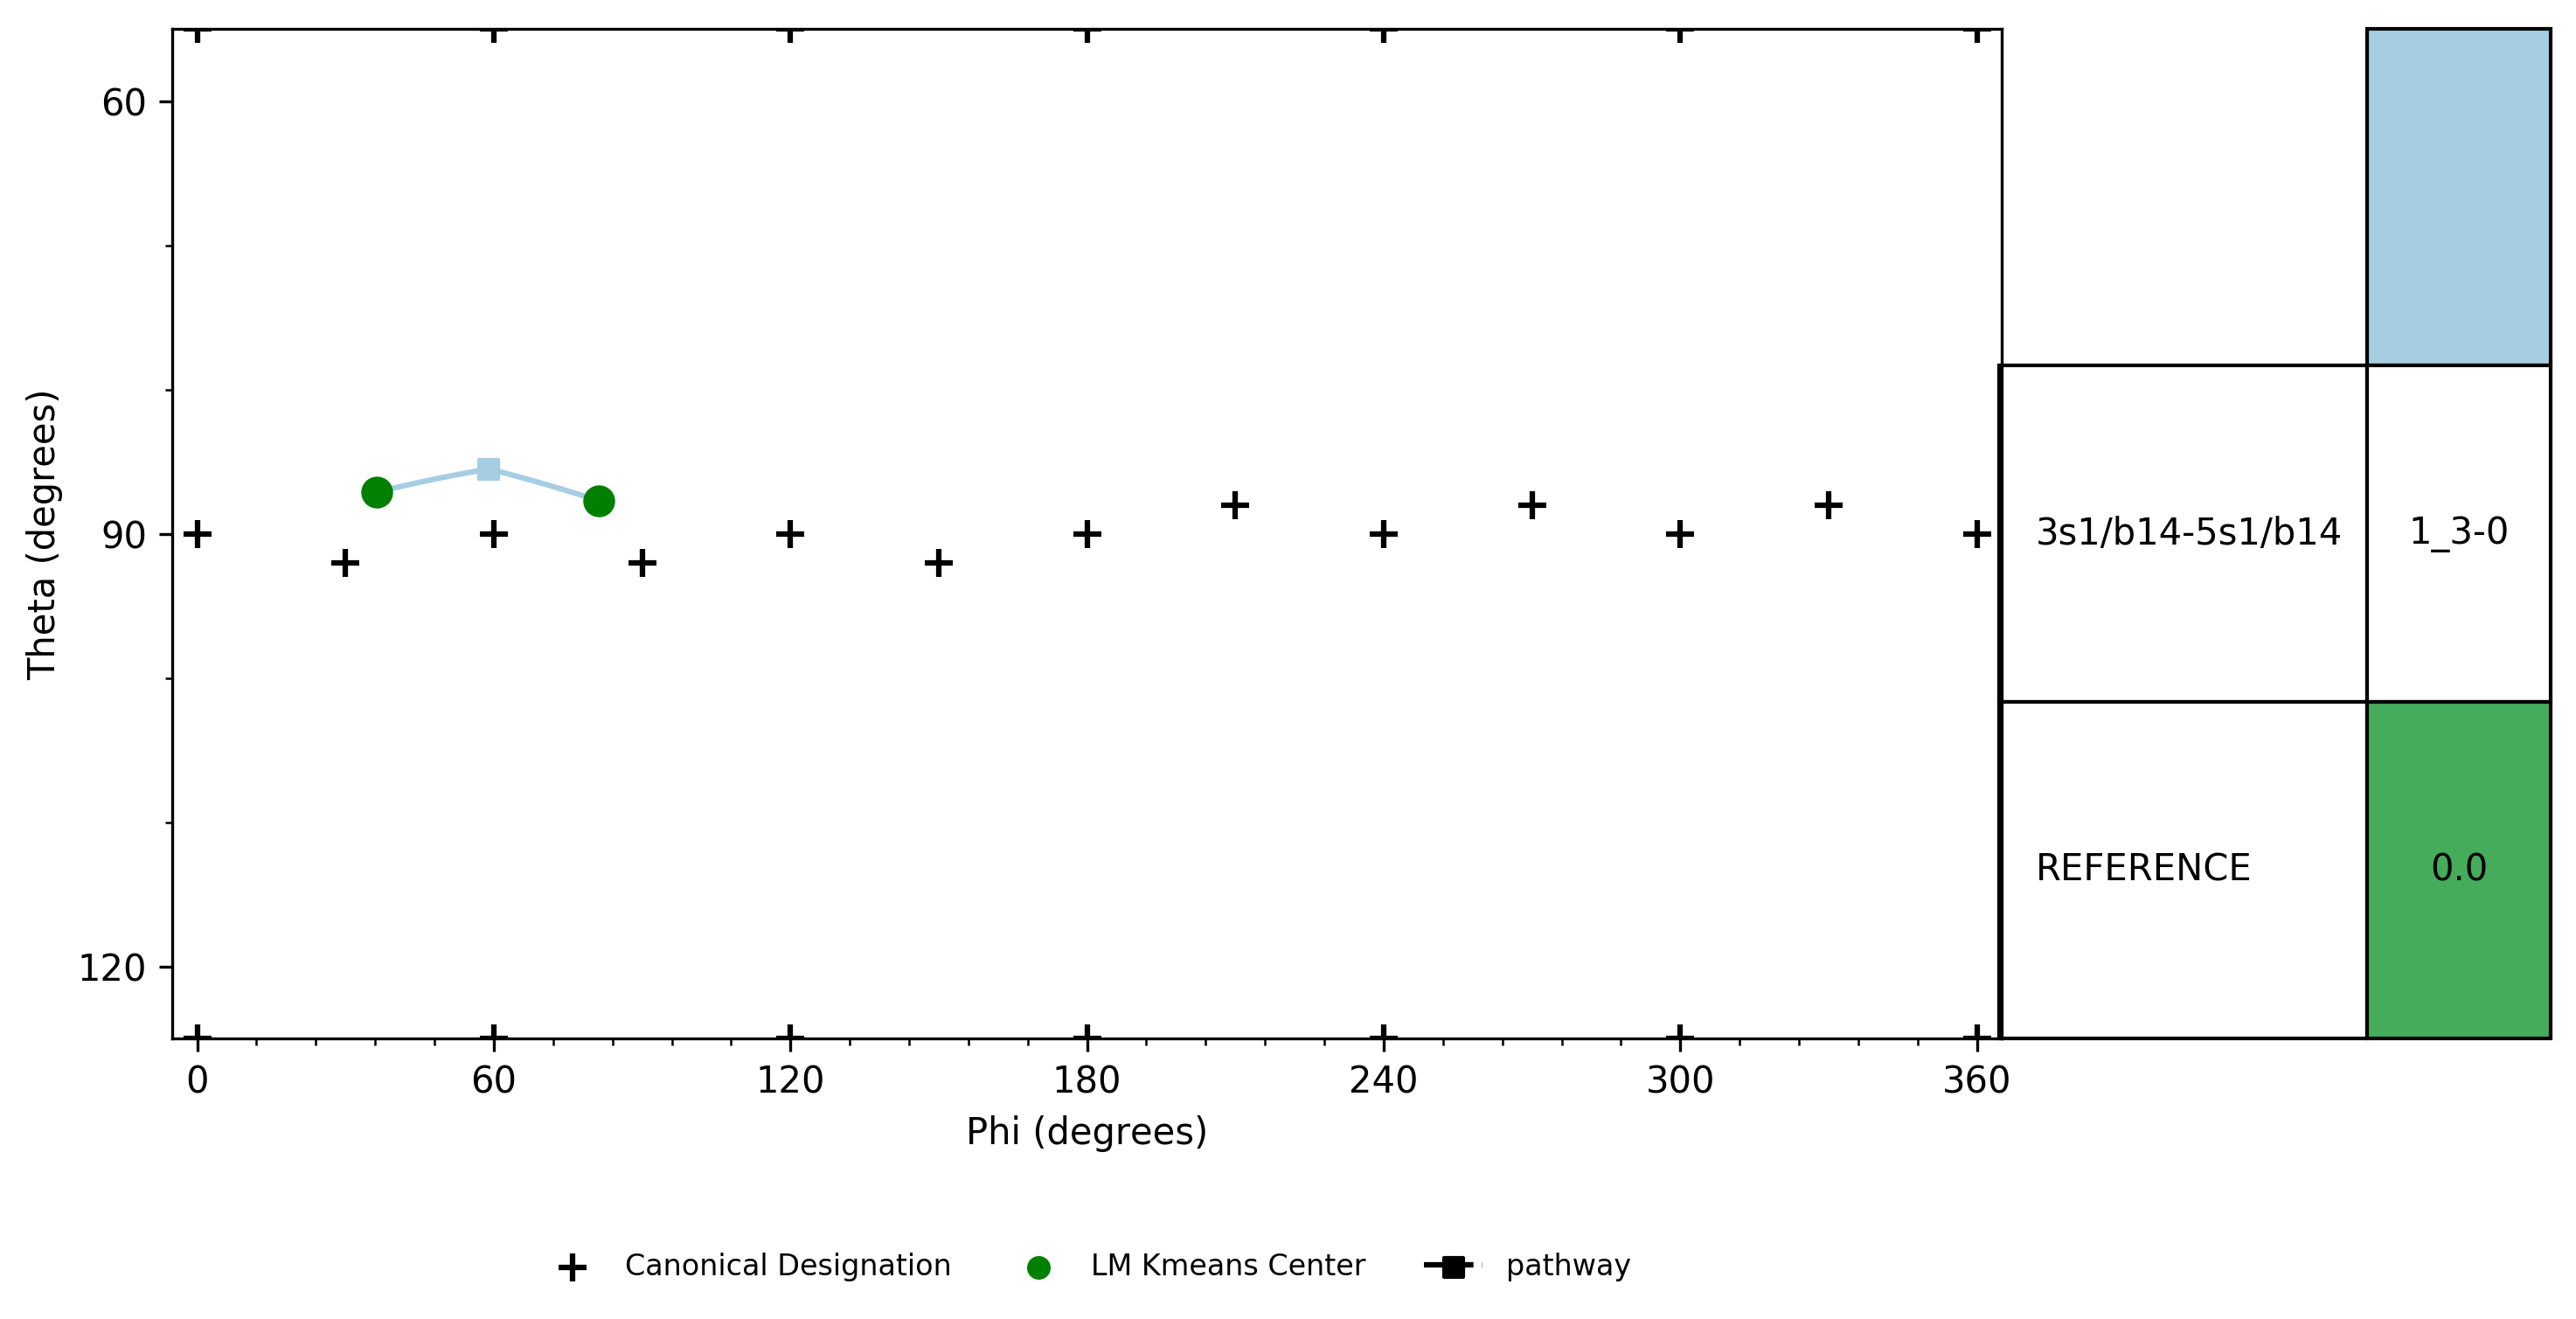 60
90
120
Theta (degrees)
0 60 120 180 240 300 360
Phi (degrees)
3s1/b14-5s1/b14 1_3-0
REFERENCE 0.0
Canonical Designation LM Kmeans Center pathway